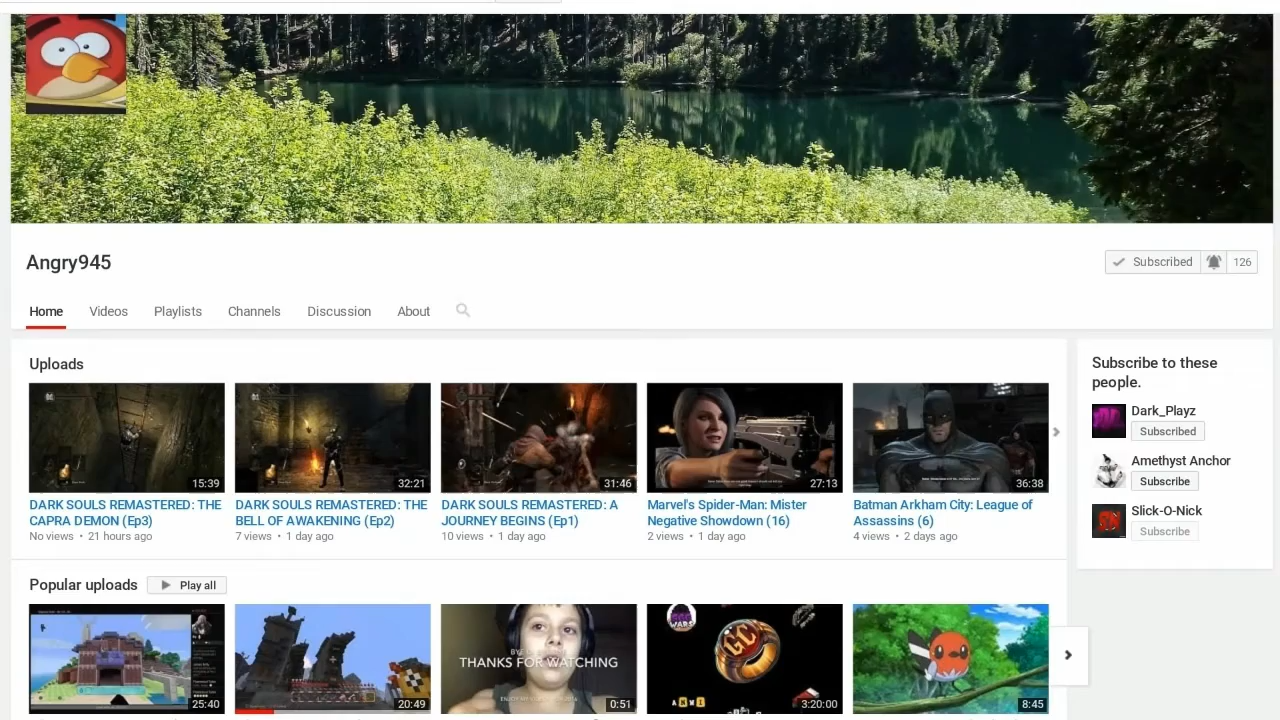 Angry945
Subscribed 126
Home Videos Playlists Channels Discussion About
Uploads
15:39
32:21
31:46
27:13
36:38
DARK SOULS REMASTERED: THE CAPRA DEMON (Ep3)
No views • 21 hours ago
DARK SOULS REMASTERED: THE BELL OF AWAKENING (Ep2)
7 views • 1 day ago
DARK SOULS REMASTERED: A JOURNEY BEGINS (Ep1)
10 views • 1 day ago
Marvel's Spider-Man: Mister Negative Showdown (16)
2 views • 1 day ago
Batman Arkham City: League of Assassins (6)
4 views • 2 days ago
Popular uploads Play all
25:40
20:49
THANKS FOR WATCHING
0:51
3:20:00
8:45
Subscribe to these
people.
Dark_Playz
Subscribed
Amethyst Anchor
Subscribe
Slick-O-Nick
Subscribe